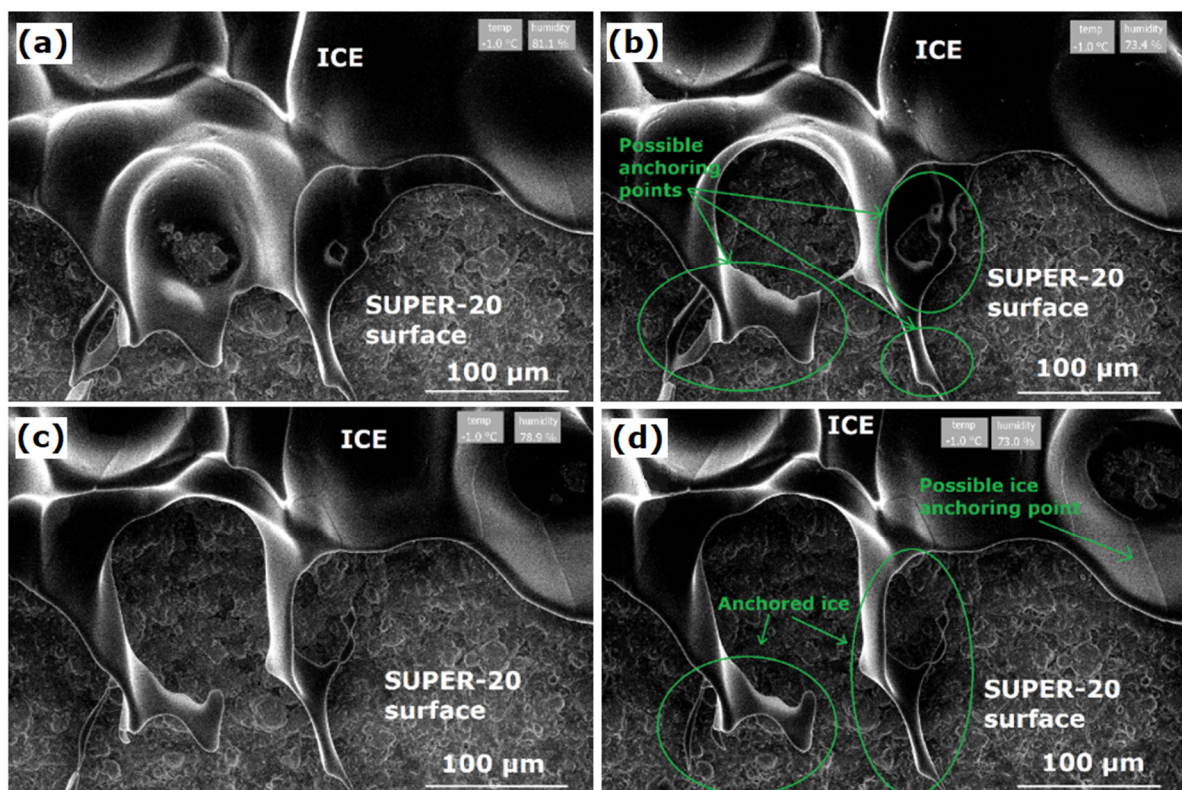 (a)
temp
-1.0 °C
humidity
81.1 %
ICE
SUPER-20
surface
100 µm
(b)
temp
-1.0 °C
humidity
73.4 %
ICE
Possible
anchoring
points
SUPER-20
surface
100 µm
(c)
temp
-1.0 °C
humidity
78.9 %
ICE
SUPER-20
surface
100 µm
(d)
ICE
temp
-1.0 °C
humidity
73.0 %
Possible ice
anchoring point
Anchored ice
SUPER-20
surface
100 µm